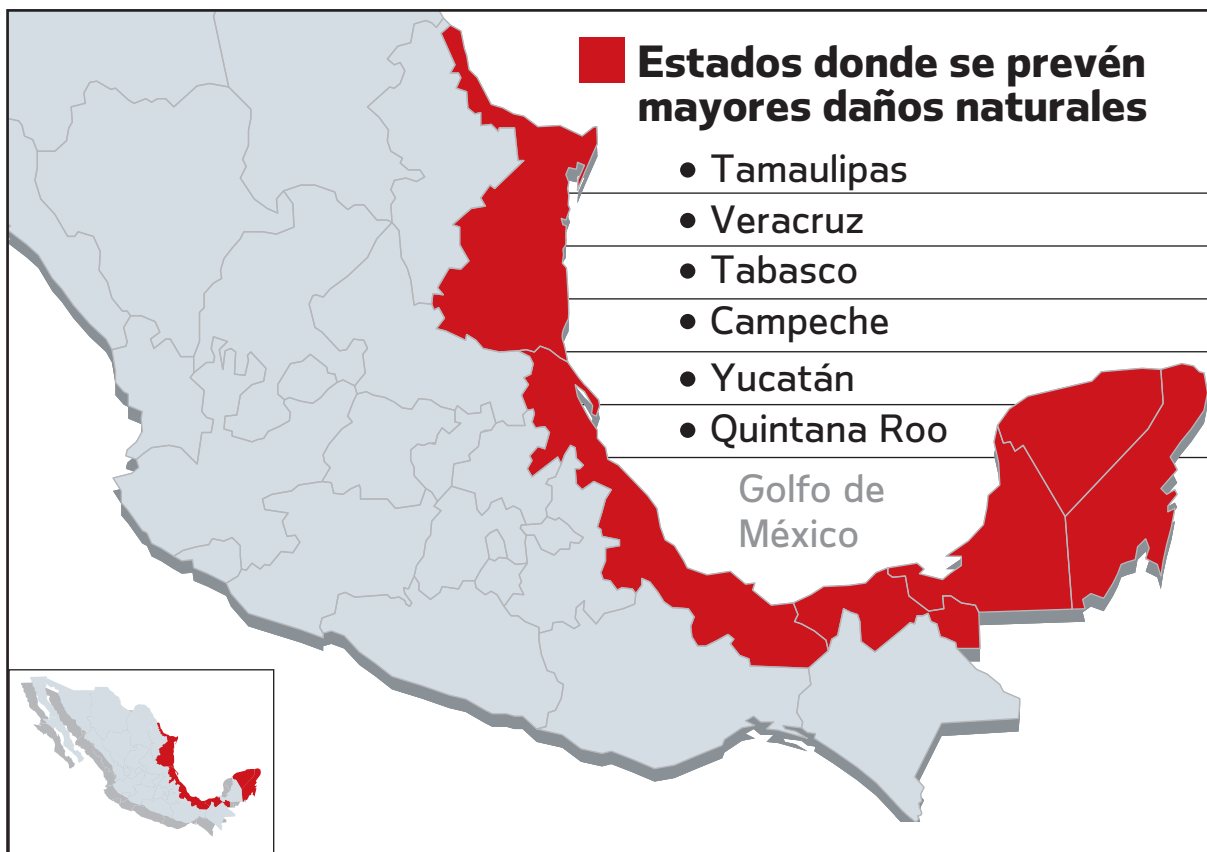 Estados donde se prevén
mayores daños naturales
• Tamaulipas
• Veracruz
• Tabasco
• Campeche
• Yucatán
• Quintana Roo
Golfo de
México